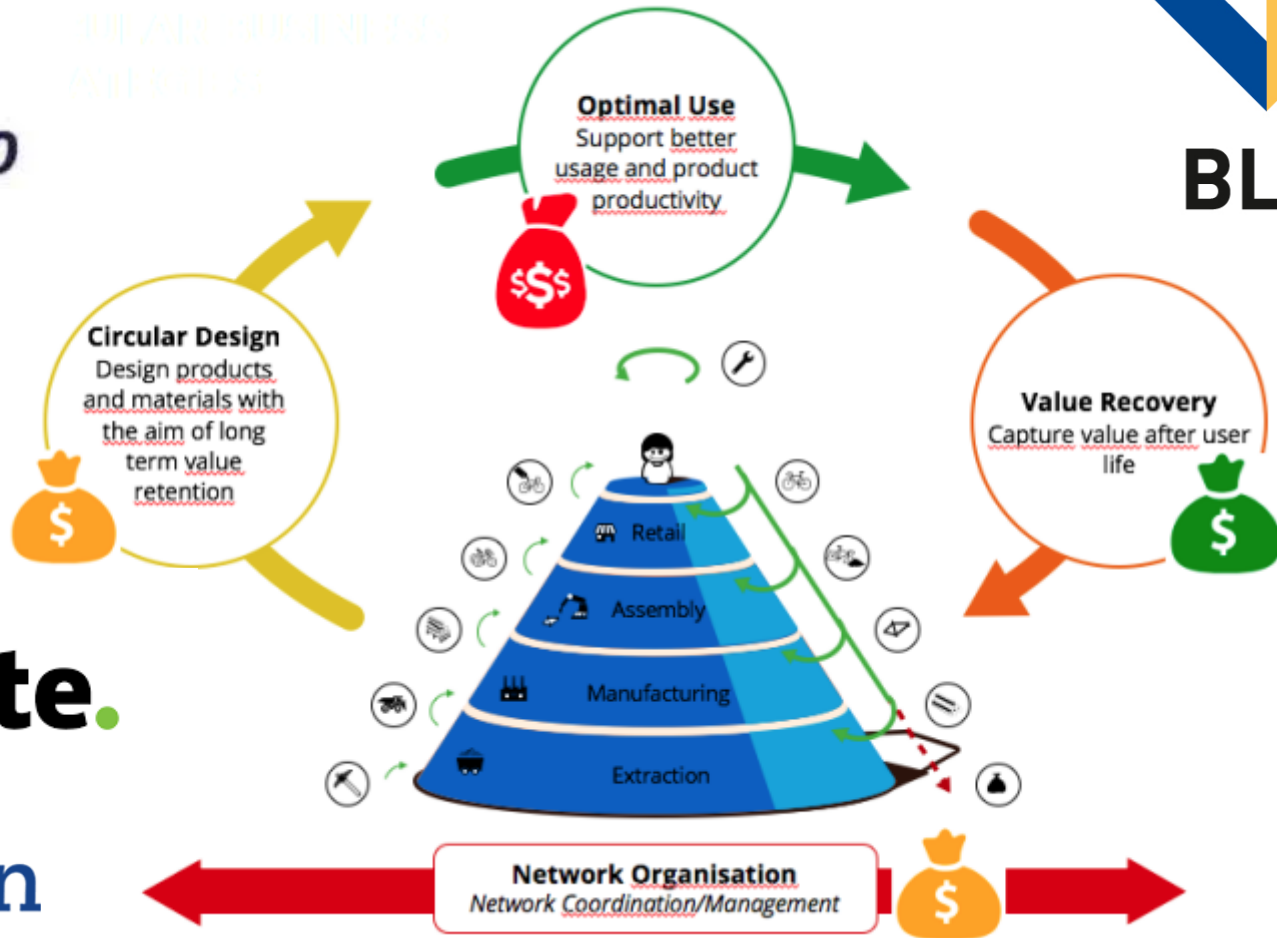 Optimal Use
Support better
usage and product
productivity
$$$
BL
Circular Design
Design products
and materials with
the aim of long
term value
retention
$
Value Recovery
Capture value after user
life
$
Retail
Assembly
te.
Manufacturing
Extraction
n
Network Organisation
Network Coordination/Management
$